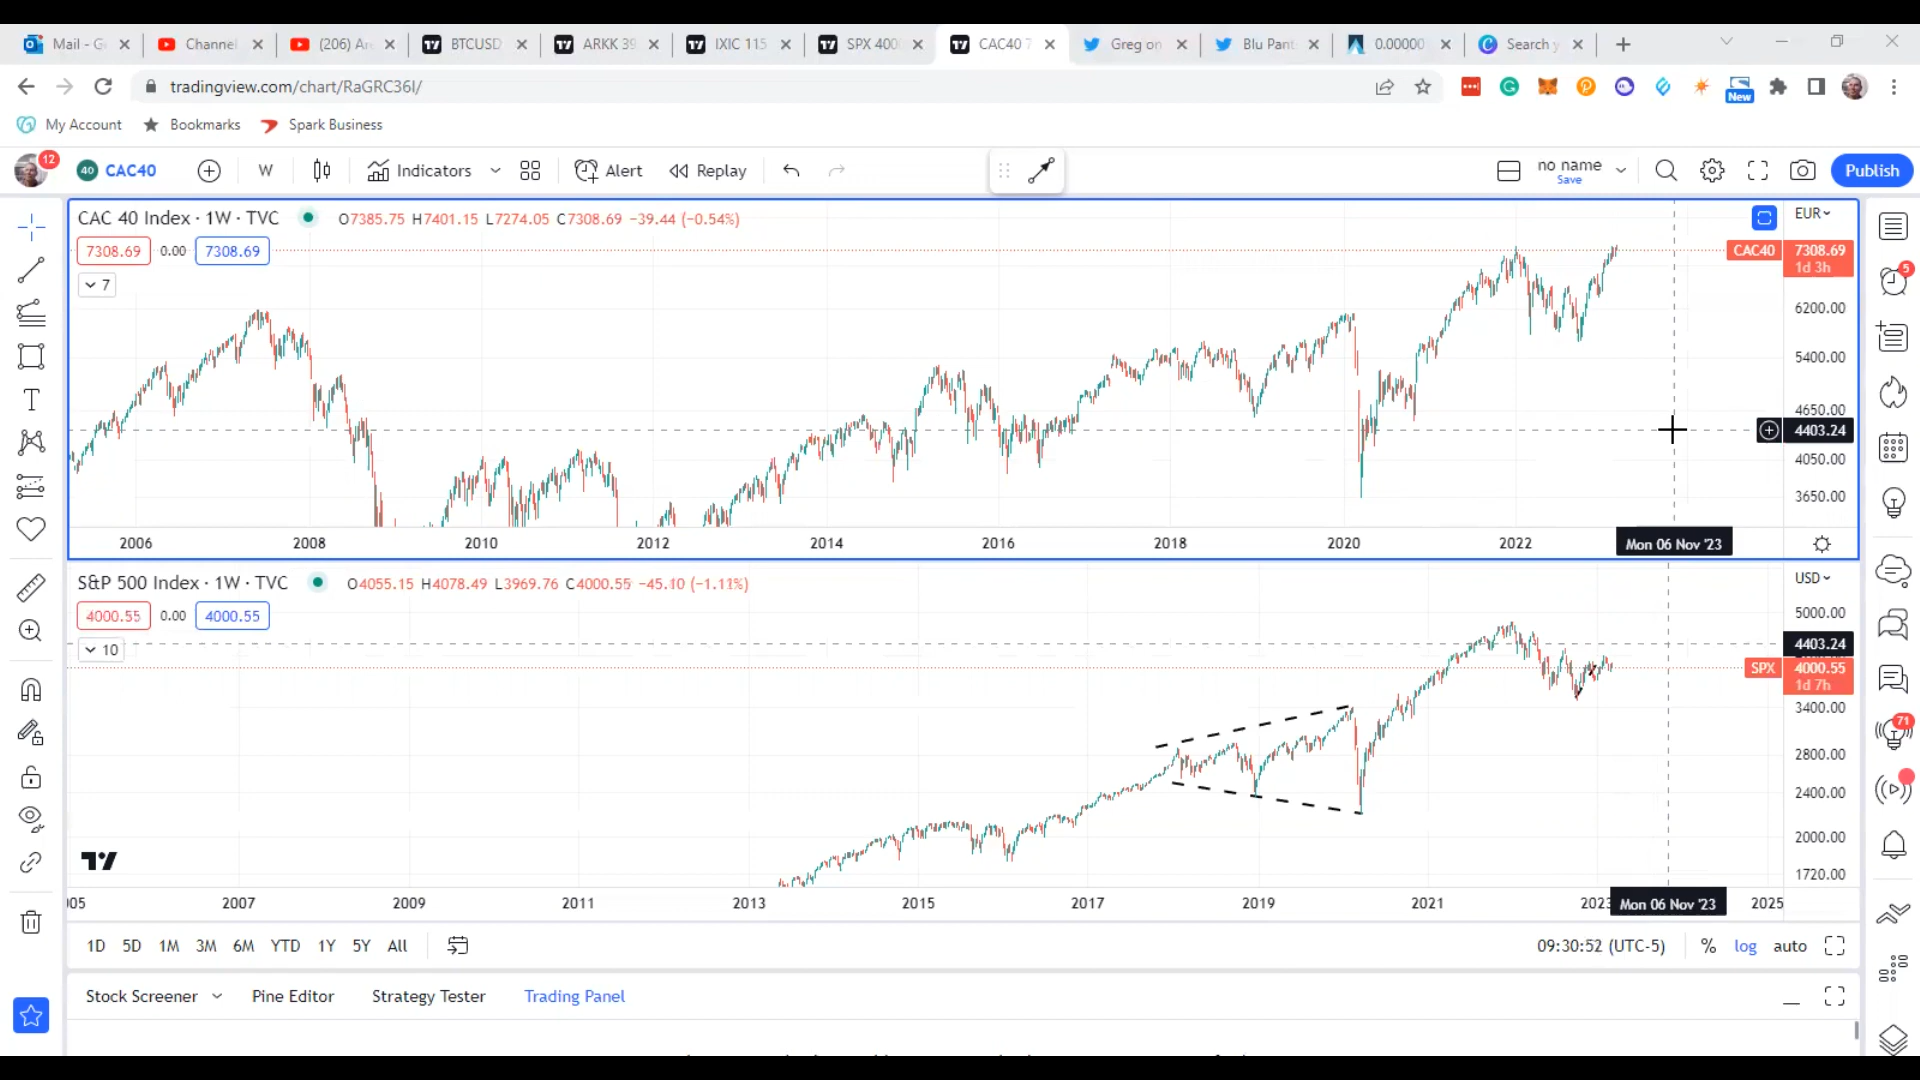 Mail - G
Channel
(206) Ar
BTCUSD
ARKK 39
IXIC 115
SPX 400
CAC40 7
Greg on
Blu Pant
0.00000
Search y
tradingview.com/chart/RaGRC36I/
New
My Account
Bookmarks
Spark Business
12
40 CAC40
W
Indicators
Alert
Replay
no name
Save
Publish
CAC 40 Index · 1W · TVC
O7385.75 H7401.15 L7274.05 C7308.69 −39.44 (−0.54%)
EUR
7308.69 0.00 7308.69
CAC40 7308.69
1d 3h
7
6200.00
5400.00
4650.00
4403.24
4050.00
3650.00
2006 2008 2010 2012 2014 2016 2018 2020 2022 Mon 06 Nov '23
S&P 500 Index · 1W · TVC
O4055.15 H4078.49 L3969.76 C4000.55 −45.10 (−1.11%)
USD
4000.55 0.00 4000.55
5000.00
10
4403.24
SPX 4000.55
1d 7h
3400.00
2800.00
2400.00
2000.00
1720.00
005 2007 2009 2011 2013 2015 2017 2019 2021 2023 Mon 06 Nov '23 2025
1D 5D 1M 3M 6M YTD 1Y 5Y All
09:30:52 (UTC-5) % log auto
Stock Screener
Pine Editor
Strategy Tester
Trading Panel
5
71